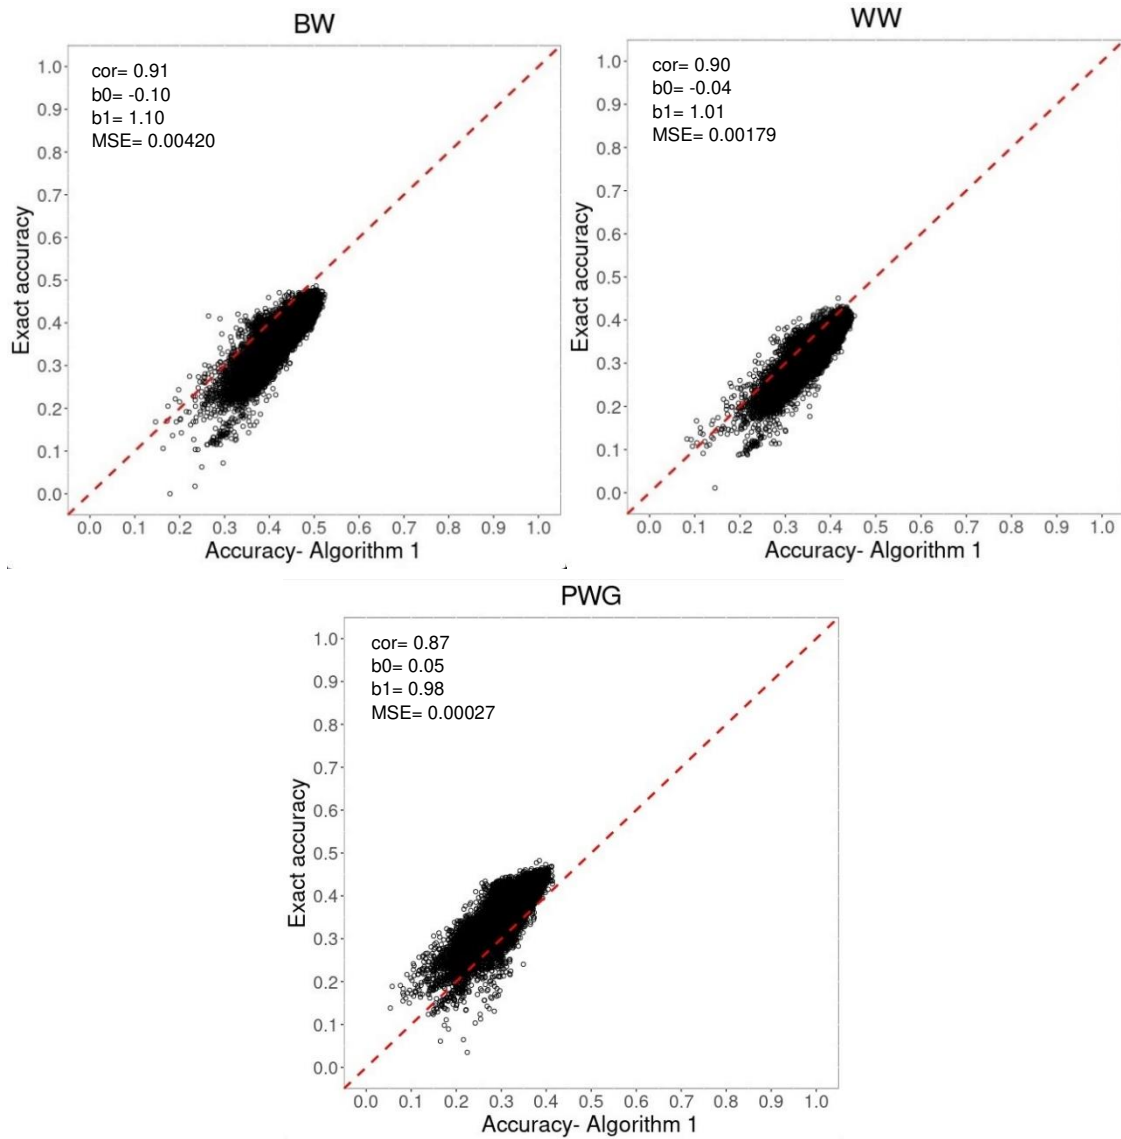 BW
cor= 0.91
b0= -0.10
b1= 1.10
MSE= 0.00420
Exact accuracy
1.0
0.9
0.8
0.7
0.6
0.5
0.4
0.3
0.2
0.1
0.0
0.0 0.1 0.2 0.3 0.4 0.5 0.6 0.7 0.8 0.9 1.0
Accuracy- Algorithm 1
WW
cor= 0.90
b0= -0.04
b1= 1.01
MSE= 0.00179
Exact accuracy
1.0
0.9
0.8
0.7
0.6
0.5
0.4
0.3
0.2
0.1
0.0
0.0 0.1 0.2 0.3 0.4 0.5 0.6 0.7 0.8 0.9 1.0
Accuracy- Algorithm 1
PWG
cor= 0.87
b0= 0.05
b1= 0.98
MSE= 0.00027
Exact accuracy
1.0
0.9
0.8
0.7
0.6
0.5
0.4
0.3
0.2
0.1
0.0
0.0 0.1 0.2 0.3 0.4 0.5 0.6 0.7 0.8 0.9 1.0
Accuracy- Algorithm 1